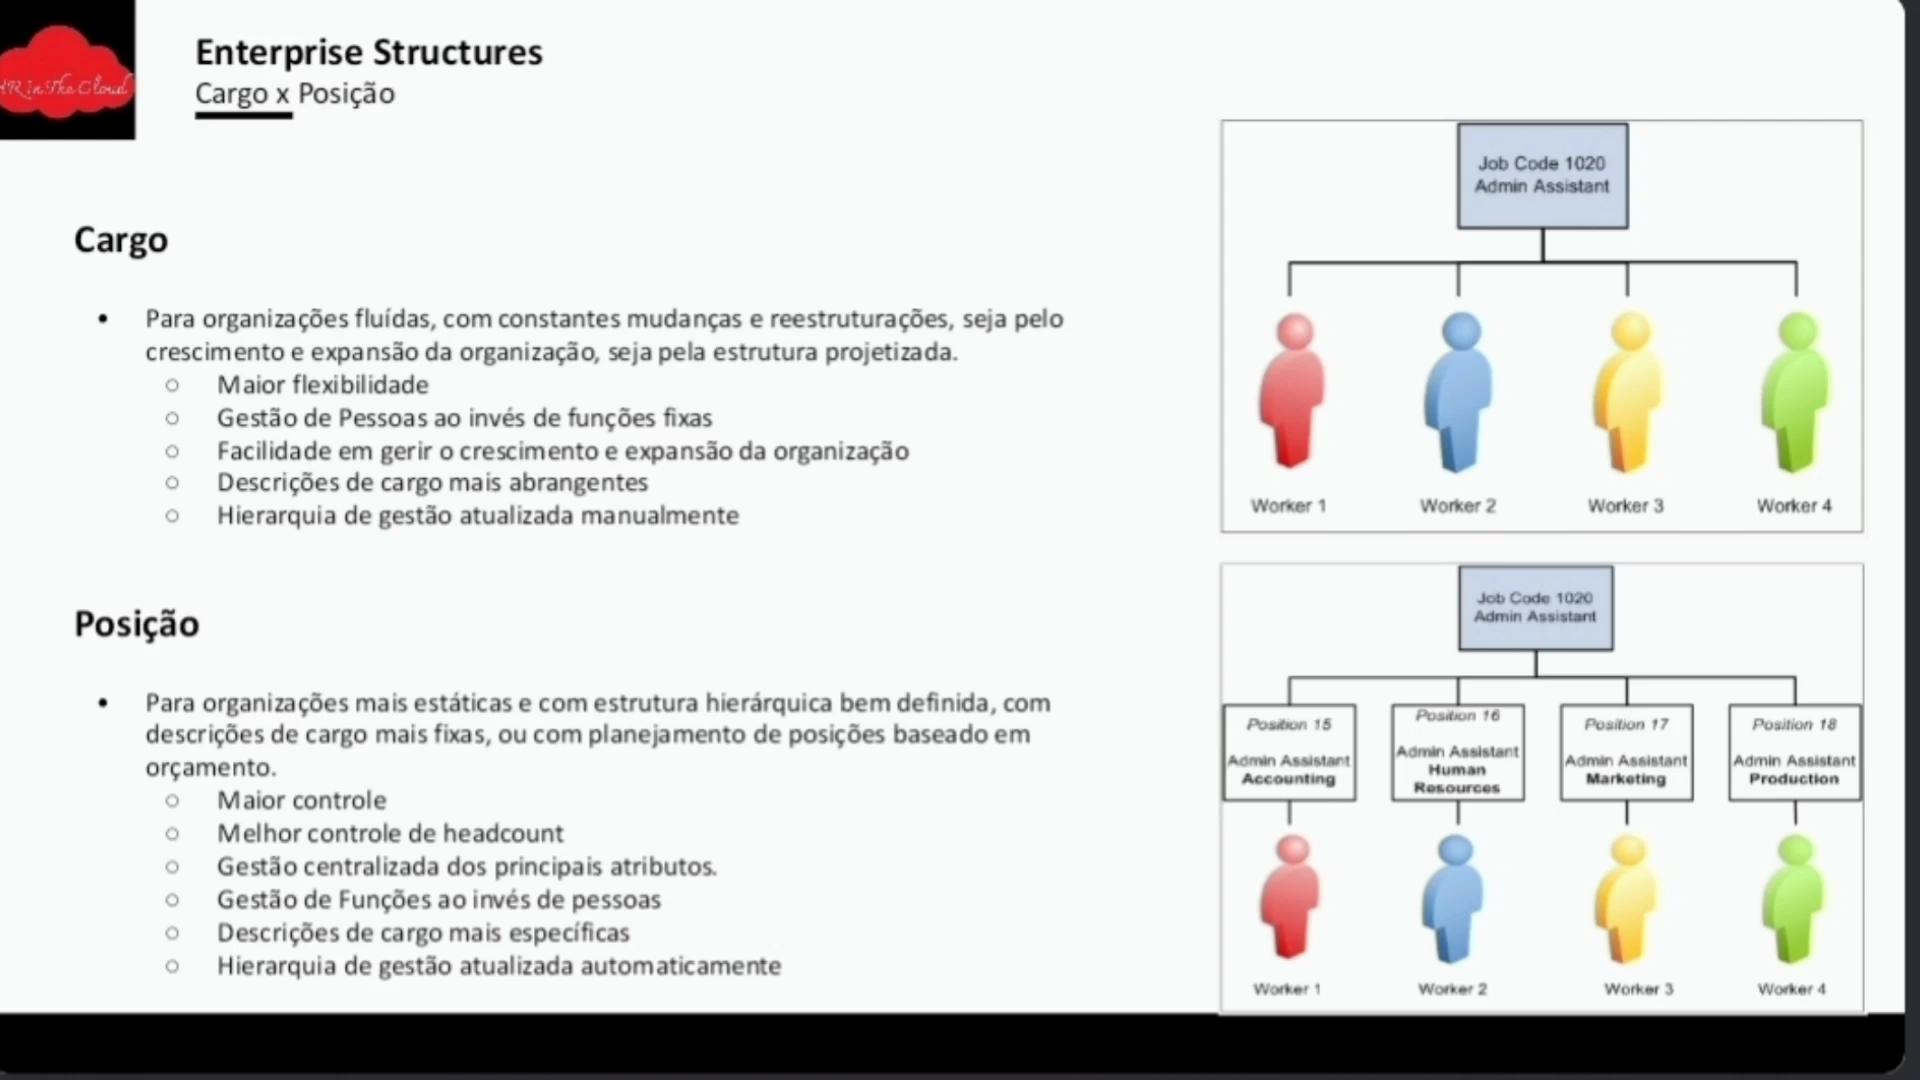 HR in The Cloud
Enterprise Structures
Cargo x Posição
Cargo
• Para organizações fluídas, com constantes mudanças e reestruturações, seja pelo
crescimento e expansão da organização, seja pela estrutura projetizada.
○ Maior flexibilidade
○ Gestão de Pessoas ao invés de funções fixas
○ Facilidade em gerir o crescimento e expansão da organização
○ Descrições de cargo mais abrangentes
○ Hierarquia de gestão atualizada manualmente
Posição
• Para organizações mais estáticas e com estrutura hierárquica bem definida, com
descrições de cargo mais fixas, ou com planejamento de posições baseado em
orçamento.
○ Maior controle
○ Melhor controle de headcount
○ Gestão centralizada dos principais atributos.
○ Gestão de Funções ao invés de pessoas
○ Descrições de cargo mais específicas
○ Hierarquia de gestão atualizada automaticamente
Job Code 1020
Admin Assistant
Worker 1
Worker 2
Worker 3
Worker 4
Job Code 1020
Admin Assistant
Position 15
Admin Assistant
Accounting
Position 16
Admin Assistant
Human
Resources
Position 17
Admin Assistant
Marketing
Position 18
Admin Assistant
Production
Worker 1
Worker 2
Worker 3
Worker 4